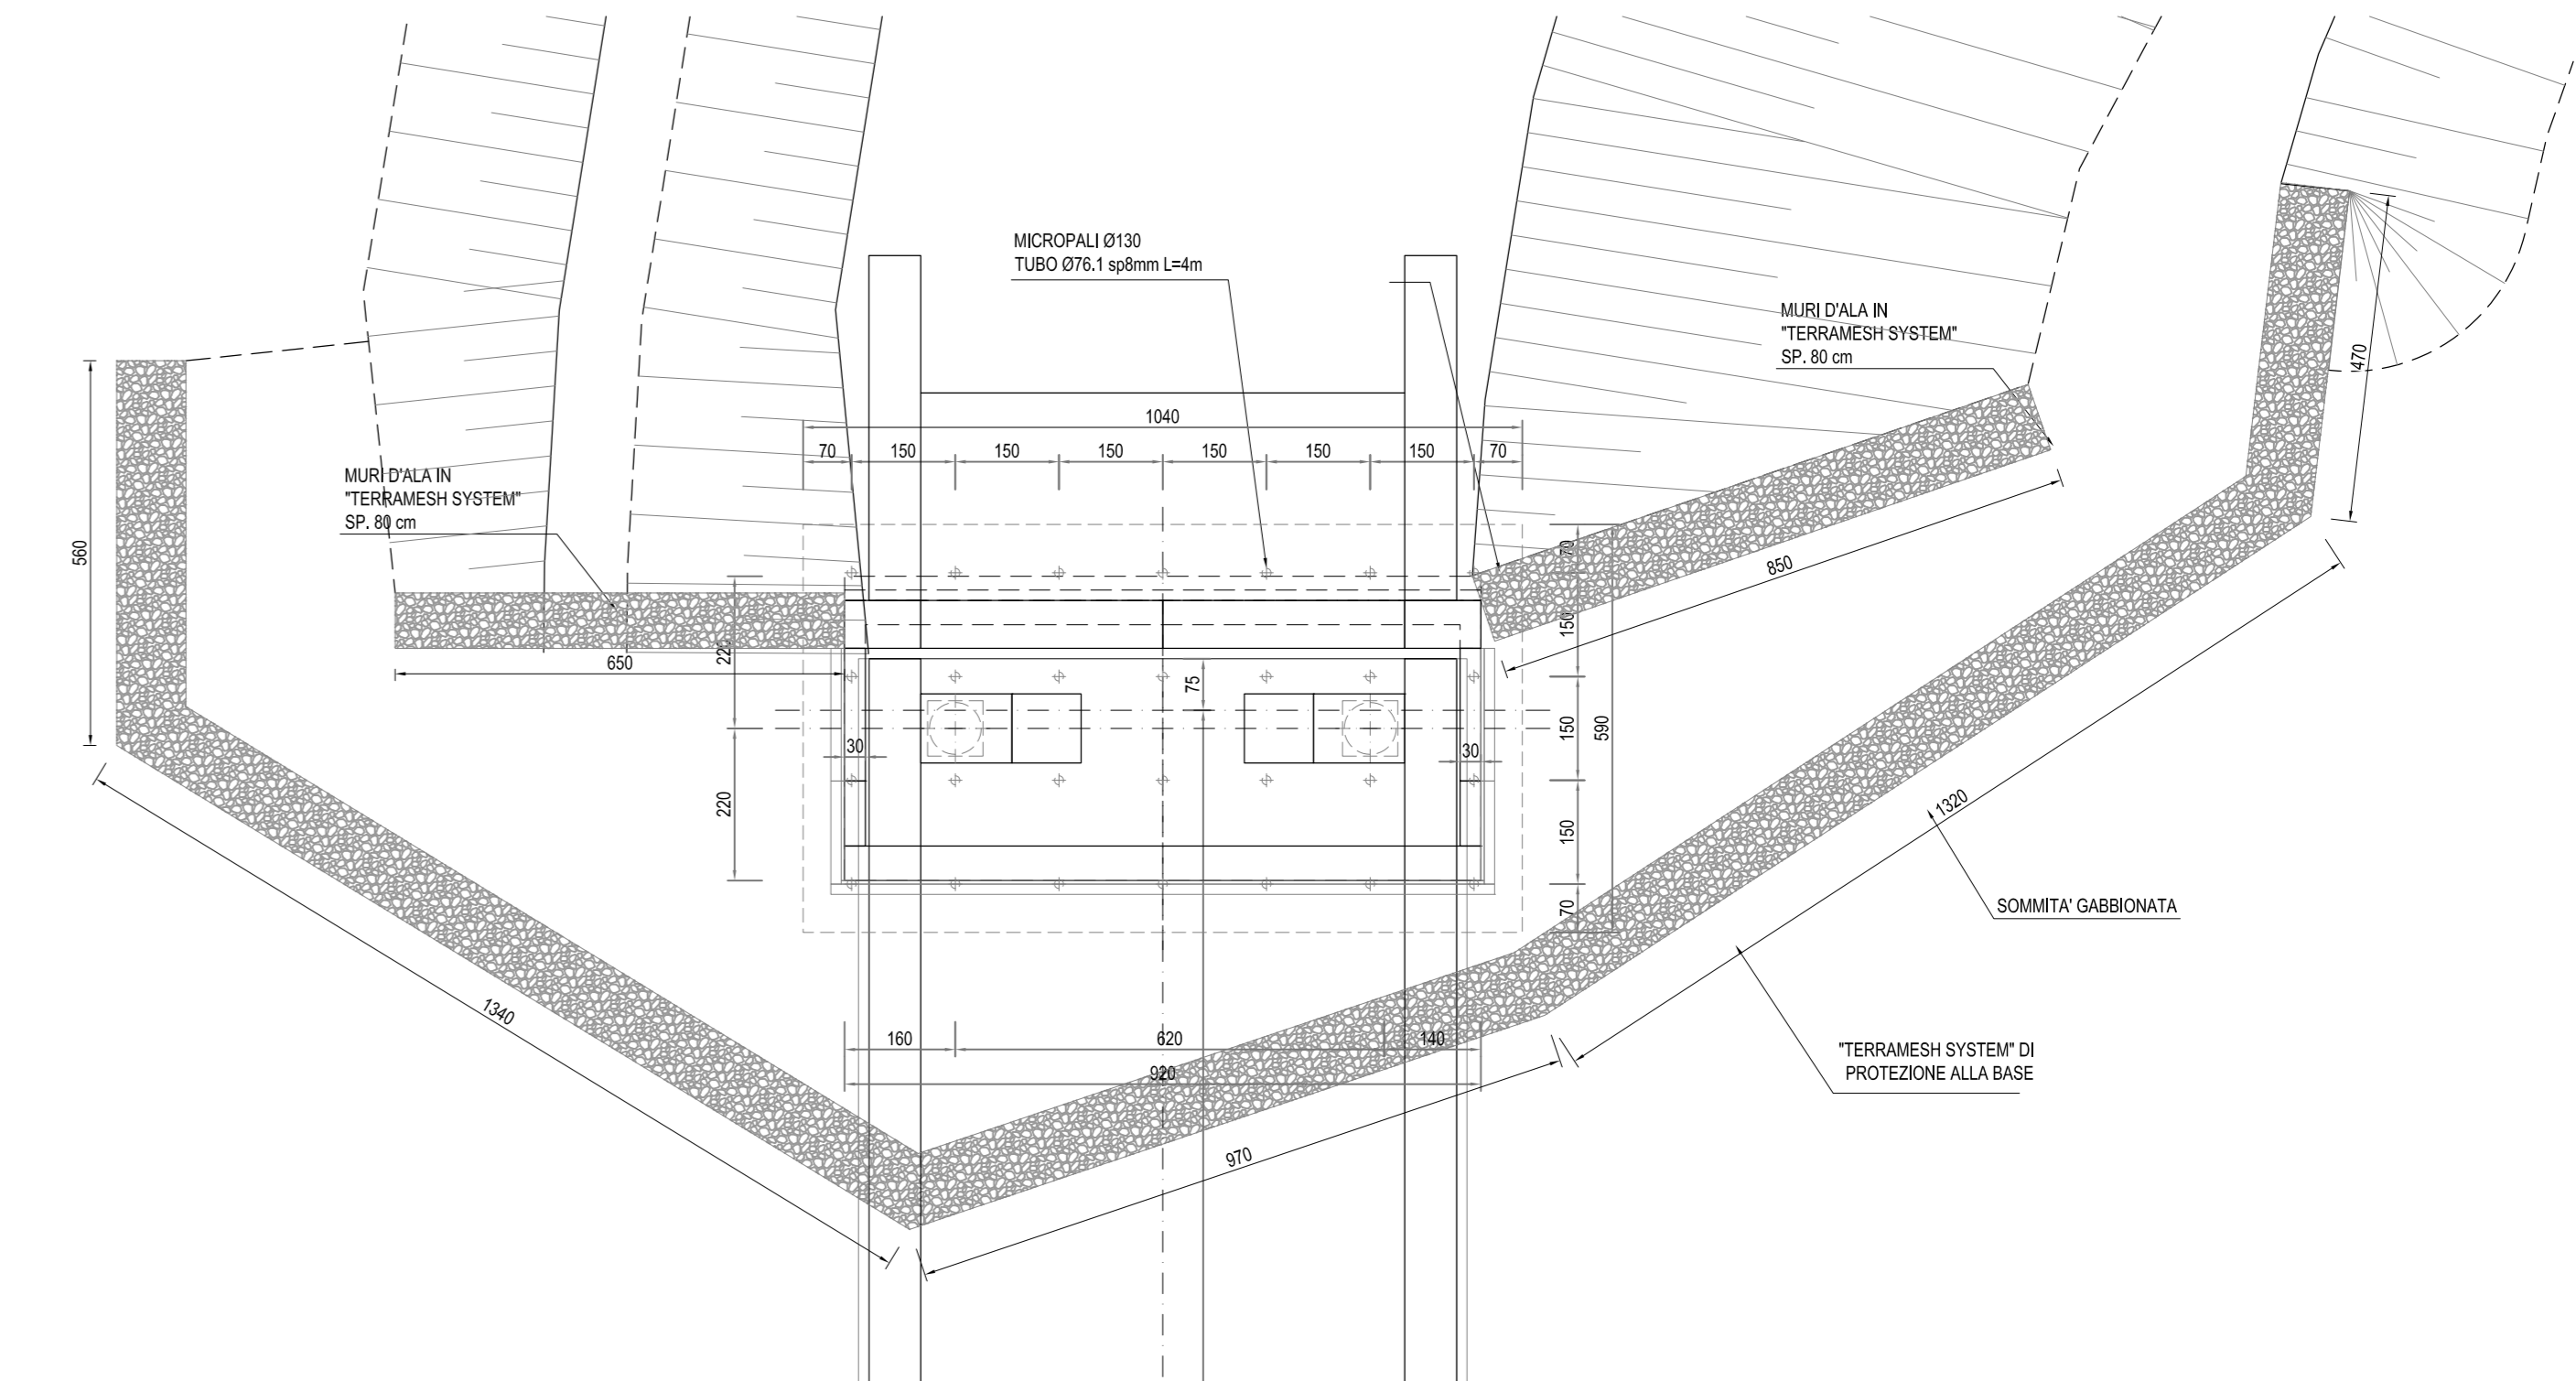 MICROPALI Ø130
TUBO Ø76.1 sp8mm L=4m
MURI D'ALA IN
"TERRAMESH SYSTEM"
SP. 80 cm
470
1040
70 150 150 150 150 150 150 70
MURI D'ALA IN
"TERRAMESH SYSTEM"
SP. 80 cm
560
70
850
150
650
220
75
150
590
30
30
220
150
1320
70
SOMMITA' GABBIONATA
1340
160 620 140
920
"TERRAMESH SYSTEM" DI
PROTEZIONE ALLA BASE
970